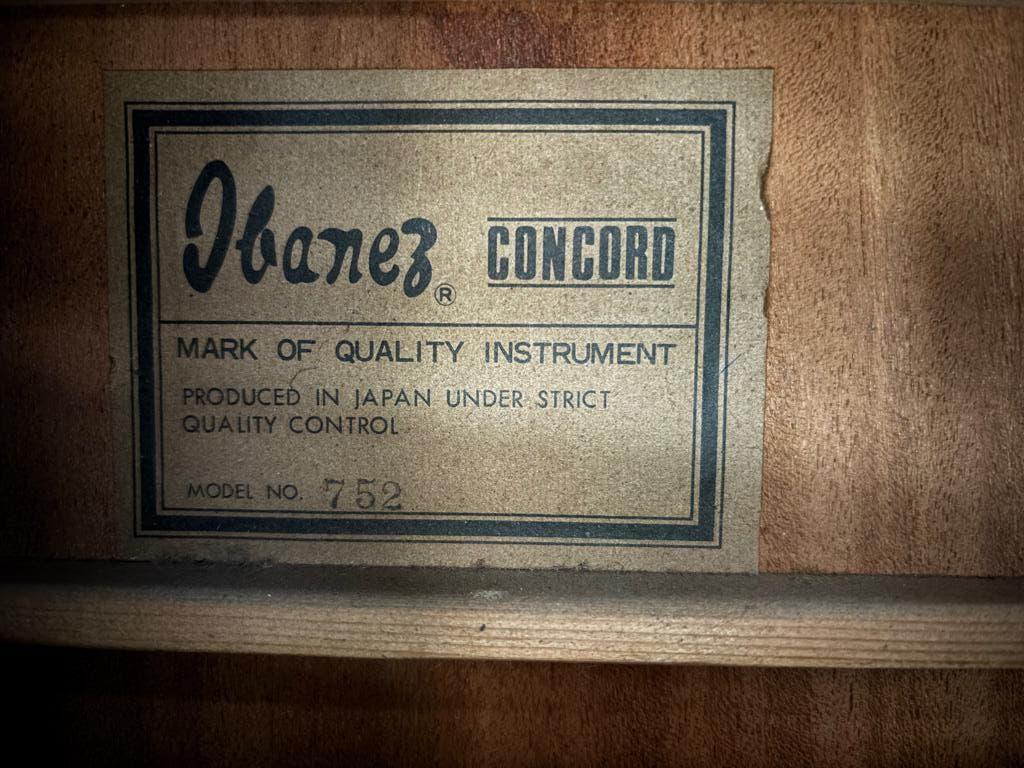 Ibanez® CONCORD
MARK OF QUALITY INSTRUMENT
PRODUCED IN JAPAN UNDER STRICT
QUALITY CONTROL
MODEL NO. 752